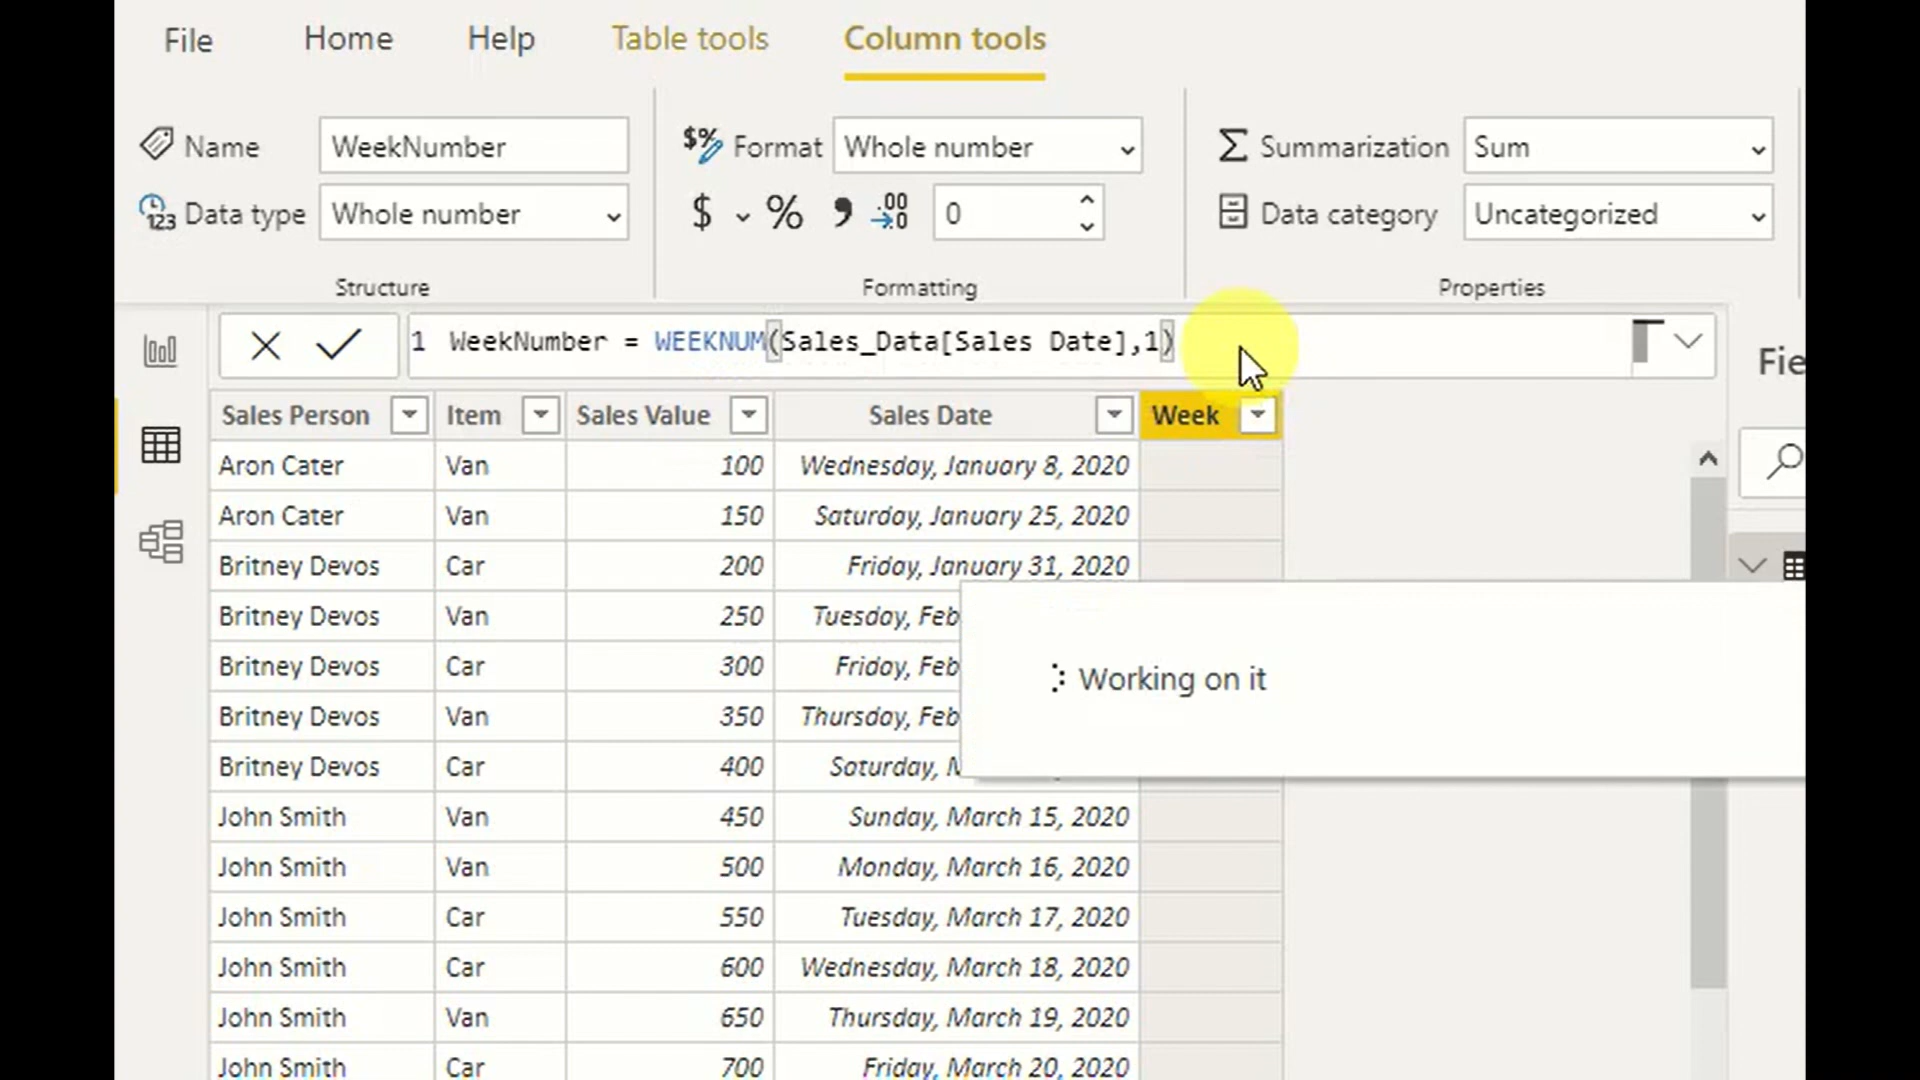 File Home Help Table tools Column tools
Name WeekNumber $% Format Whole number Summarization Sum
123 Data type Whole number $ % , .00 .0 0 Data category Uncategorized
Structure Formatting Properties
1 WeekNumber = WEEKNUM(Sales_Data[Sales Date],1)
Fie
Sales Person Item Sales Value Sales Date Week
Aron Cater Van 100 Wednesday, January 8, 2020
Aron Cater Van 150 Saturday, January 25, 2020
Britney Devos Car 200 Friday, January 31, 2020
Britney Devos Van 250 Tuesday, Feb
Britney Devos Car 300 Friday, Feb
Working on it
Britney Devos Van 350 Thursday, Feb
Britney Devos Car 400 Saturday, M
John Smith Van 450 Sunday, March 15, 2020
John Smith Van 500 Monday, March 16, 2020
John Smith Car 550 Tuesday, March 17, 2020
John Smith Car 600 Wednesday, March 18, 2020
John Smith Van 650 Thursday, March 19, 2020
John Smith Car 700 Friday, March 20, 2020